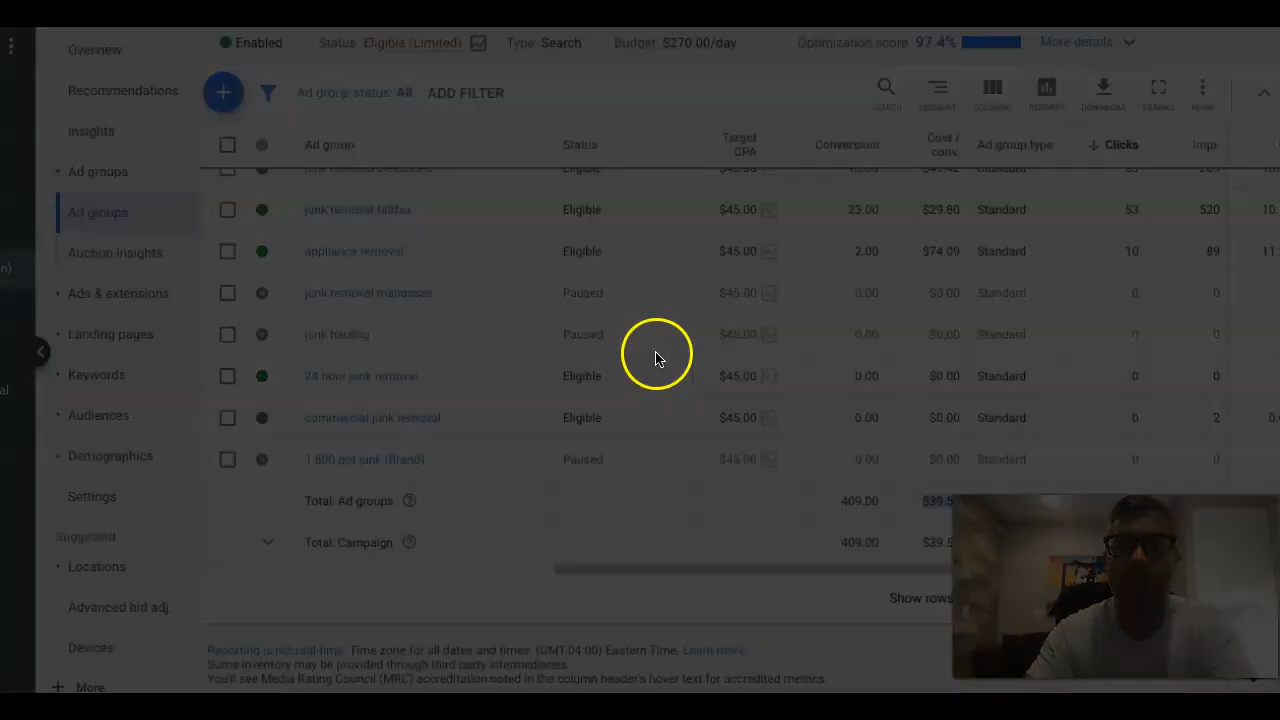 Overview
Recommendations
Insights
Ad groups
Ad groups
Auction insights
Ads & extensions
Landing pages
Keywords
Audiences
Demographics
Settings
Suggested
Locations
Advanced bid adj.
Devices
More
n)
al
Enabled Status: Eligible (Limited) Type: Search Budget: $270.00/day Optimization score: 97.4% More details
Ad group status: All ADD FILTER
SEARCH SEGMENT COLUMNS REPORTS DOWNLOAD EXPAND MORE
Ad group Status Target CPA Conversion Cost / conv. Ad group type Clicks Impr.
junk removal fairfax Eligible $45.00 23.00 $29.80 Standard 53 520 10.
appliance removal Eligible $45.00 2.00 $74.09 Standard 10 89 11.
junk removal manassas Paused $45.00 0.00 $0.00 Standard 0 0
junk hauling Paused $45.00 0.00 $0.00 Standard 0 0
24 hour junk removal Eligible $45.00 0.00 $0.00 Standard 0 0
commercial junk removal Eligible $45.00 0.00 $0.00 Standard 0 2 0.
1 800 got junk (Brand) Paused $45.00 0.00 $0.00 Standard 0 0
Total: Ad groups 409.00 $39.5
Total: Campaign 409.00 $39.5
Show rows
Reporting is not real-time. Time zone for all dates and times: (GMT-04:00) Eastern Time. Learn more
Some inventory may be provided through third party intermediaries.
You'll see Media Rating Council (MRC) accreditation noted in the column header's hover text for accredited metrics.